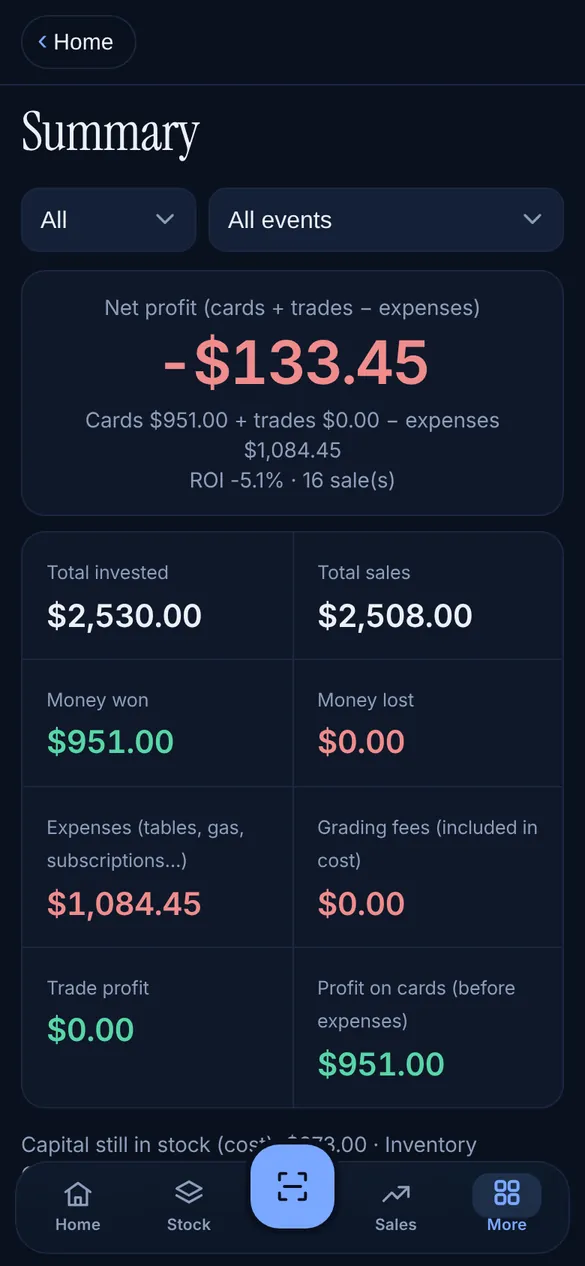 Home
Summary
All
All events
Net profit (cards + trades − expenses)
-$133.45
Cards $951.00 + trades $0.00 − expenses
$1,084.45
ROI -5.1% · 16 sale(s)
Total invested
$2,530.00
Total sales
$2,508.00
Money won
$951.00
Money lost
$0.00
Expenses (tables, gas,
subscriptions...)
$1,084.45
Grading fees (included in
cost)
$0.00
Trade profit
$0.00
Profit on cards (before
expenses)
$951.00
Capital still in stock (cost) · Inventory
Home
Stock
Sales
More